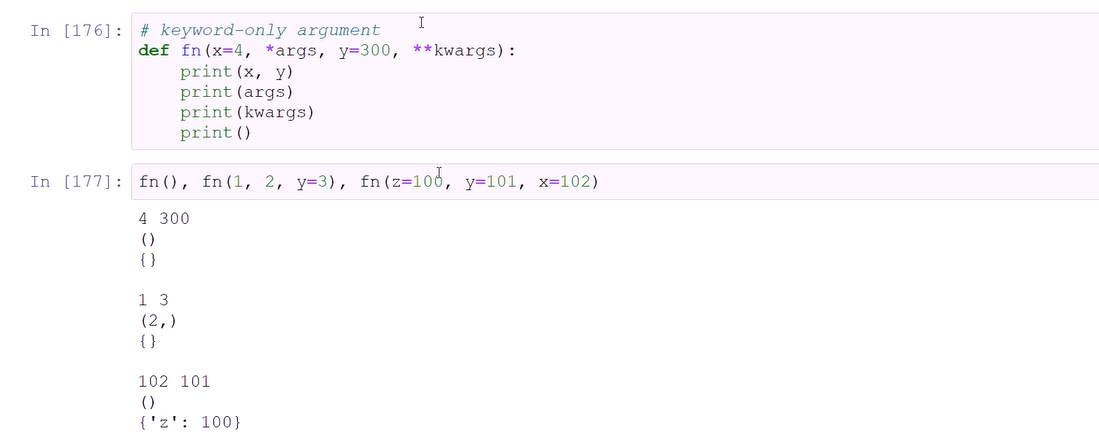 In [176]: # keyword-only argument
def fn(x=4, *args, y=300, **kwargs):
    print(x, y)
    print(args)
    print(kwargs)
    print()
In [177]: fn(), fn(1, 2, y=3), fn(z=100, y=101, x=102)
4 300
()
{}
1 3
(2,)
{}
102 101
()
{'z': 100}